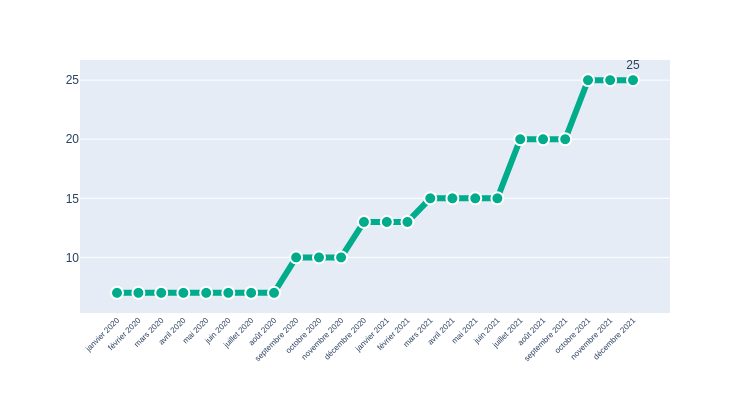 25
25
20
15
10
janvier 2020
février 2020
mars 2020
avril 2020
mai 2020
juin 2020
juillet 2020
août 2020
septembre 2020
octobre 2020
novembre 2020
décembre 2020
janvier 2021
février 2021
mars 2021
avril 2021
mai 2021
juin 2021
juillet 2021
août 2021
septembre 2021
octobre 2021
novembre 2021
décembre 2021